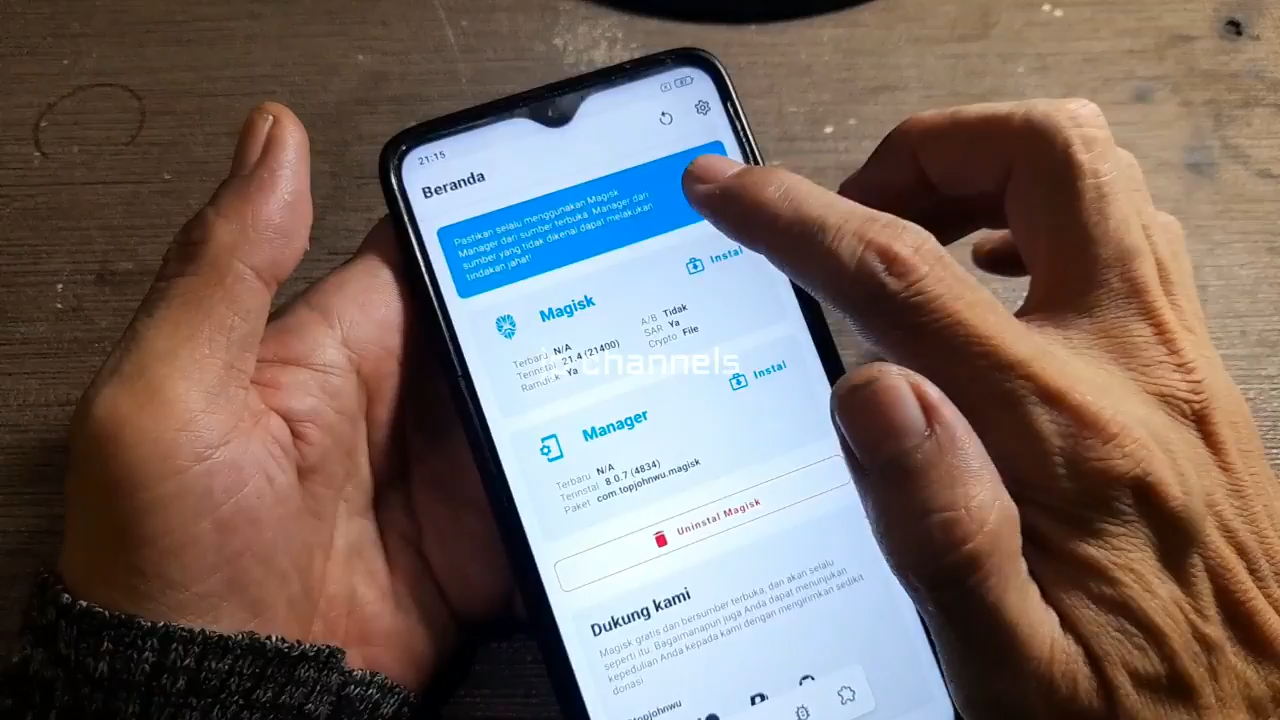 21:15
87
Beranda
Pastikan selalu menggunakan Magisk
Manager dari sumber terbuka. Manager dari
sumber yang tidak dikenal dapat melakukan
tindakan jahat!
Magisk
Instal
Terbaru N/A
Terinstal 21.4 (21400)
Ramdisk Ya
A/B Tidak
SAR Ya
Crypto File
channels
Manager
Instal
Terbaru N/A
Terinstal 8.0.7 (4834)
Paket com.topjohnwu.magisk
Uninstal Magisk
Dukung kami
Magisk gratis dan bersumber terbuka, dan akan selalu
seperti itu. Bagaimanapun juga Anda dapat menunjukan
kepedulian Anda kepada kami dengan mengirimkan sedikit
donasi
topjohnwu